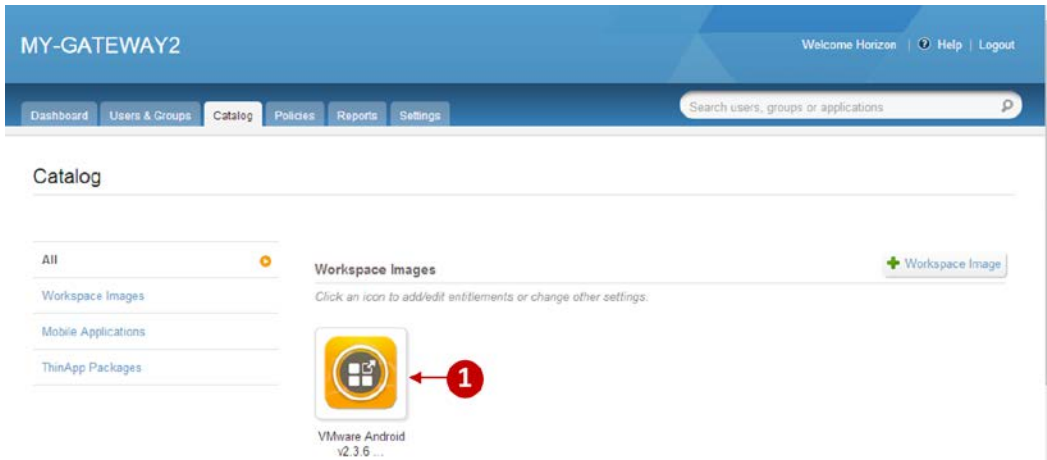 MY-GATEWAY2
Welcome Horizon | Help | Logout
Dashboard Users & Groups Catalog Policies Reports Settings
Search users, groups or applications
Catalog
All
Workspace Images
Mobile Applications
ThinApp Packages
Workspace Images
Workspace Image
Click an icon to add/edit entitlements or change other settings.
1
VMware Android
v2.3.6 ...